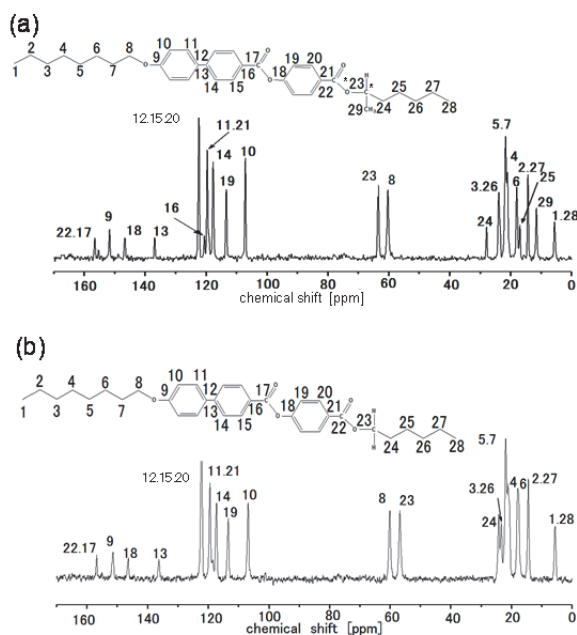 (a)
10 11
2 4 6 8 9 12 17 C O 19 20
1 3 5 7 O 13 16 O 18 21 C O H
14 15 22 O 23 25 27
* *
29 CH3 24 26 28
12.15.20 11.21 5.7
14 10 4
23 8 3.26 6 2.27 25
16 19 29
22.17 9 18 13 24 1.28
160 140 120 100 80 60 40 20 0
chemical shift [ppm]
(b)
10 11
2 4 6 8 9 12 17 C O 19 20
1 3 5 7 O 13 16 O 18 21 C O H
14 15 22 O 23 25 27
H 24 26 28
12.15.20 11.21 5.7
14 10 8 23 3.26 4 6 2.27
19 24
22.17 9 18 13 1.28
170 160 140 120 100 80 60 40 20 0
chemical shift [ppm]